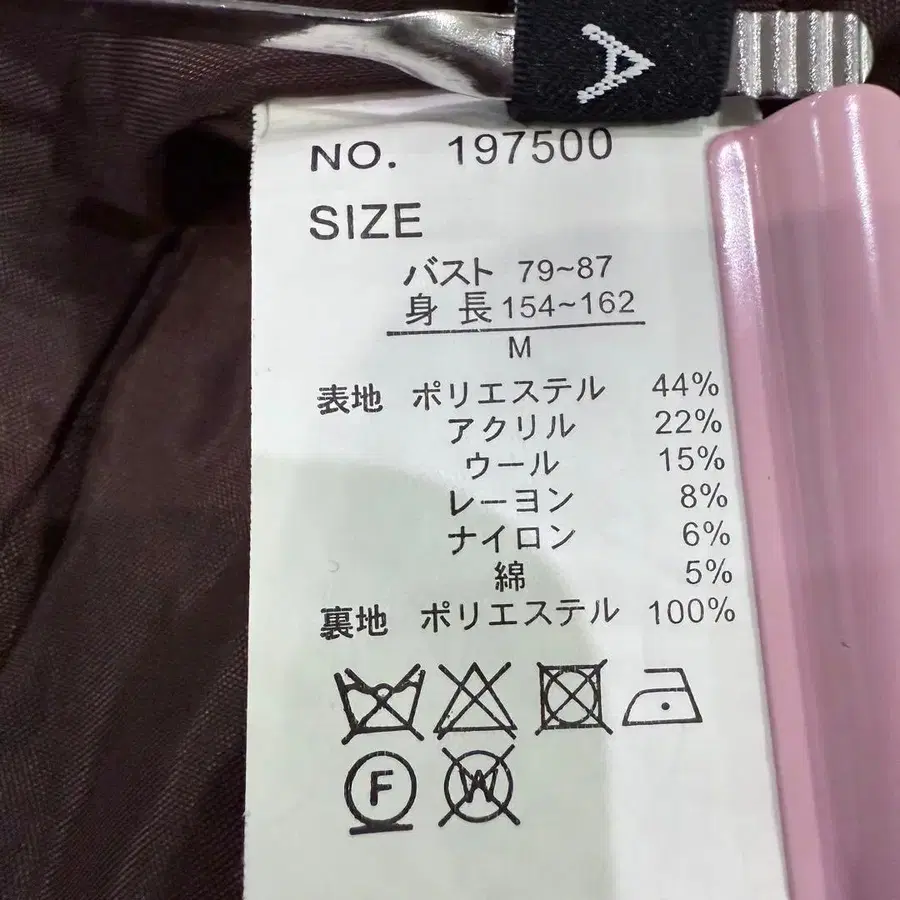 A
NO. 197500
SIZE
バスト 79~87
身長 154~162
M
表地 ポリエステル 44%
アクリル 22%
ウール 15%
レーヨン 8%
ナイロン 6%
綿 5%
裏地 ポリエステル 100%
F W